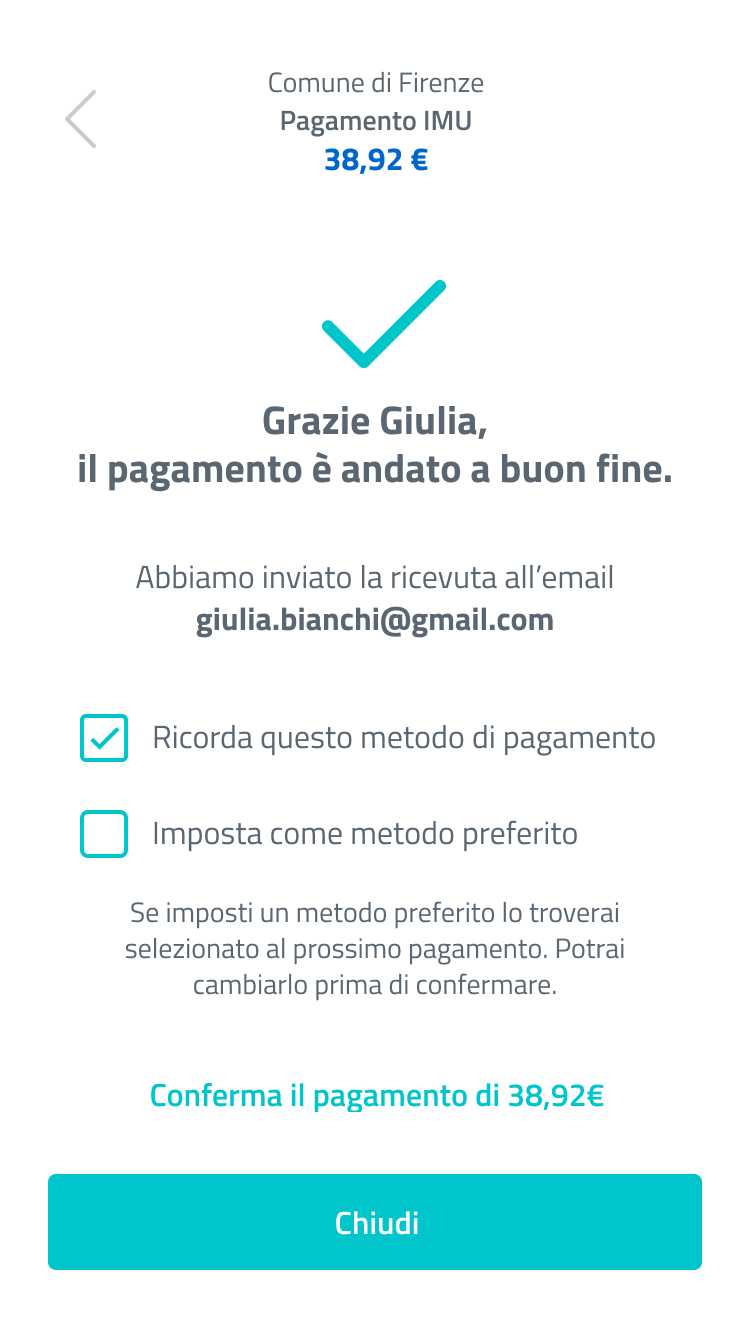 Comune di Firenze
Pagamento IMU
38,92 €
Grazie Giulia,
il pagamento è andato a buon fine.
Abbiamo inviato la ricevuta all’email
giulia.bianchi@gmail.com
Ricorda questo metodo di pagamento
Imposta come metodo preferito
Se imposti un metodo preferito lo troverai
selezionato al prossimo pagamento. Potrai
cambiarlo prima di confermare.
Conferma il pagamento di 38,92€
Chiudi